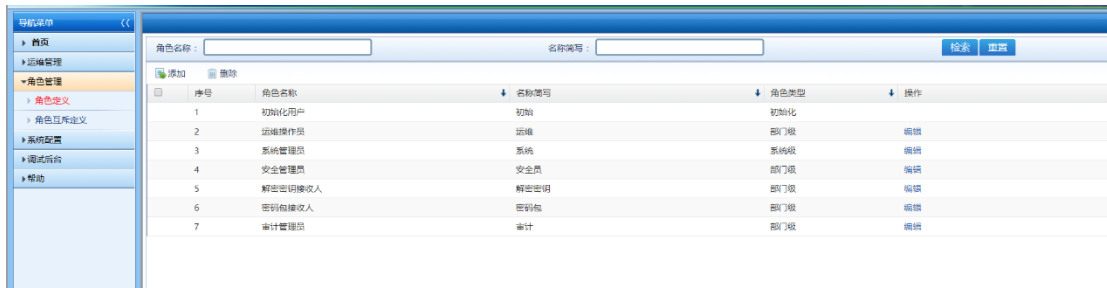 导航菜单
首页
运维管理
角色管理
角色定义
角色互斥定义
系统配置
调试后台
帮助
角色名称： 名称简写： 检索 重置
添加 删除
序号 角色名称 名称简写 角色类型 操作
1 初始化用户 初始 初始化
2 运维操作员 运维 部门级 编辑
3 系统管理员 系统 系统级 编辑
4 安全管理员 安全员 部门级 编辑
5 解密密钥接收人 解密密钥 部门级 编辑
6 密码包接收人 密码包 部门级 编辑
7 审计管理员 审计 部门级 编辑